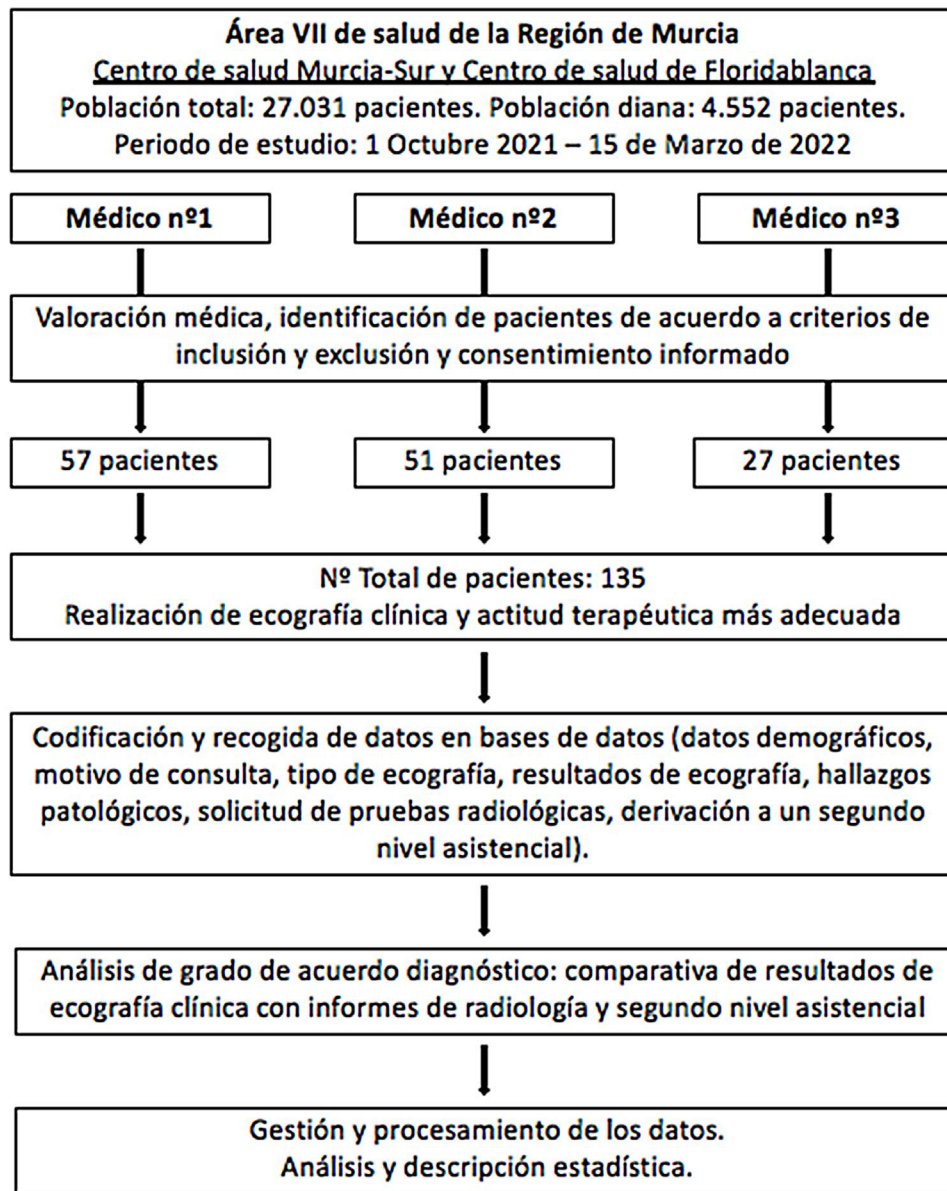 Área VII de salud de la Región de Murcia
Centro de salud Murcia-Sur y Centro de salud de Floridablanca
Población total: 27.031 pacientes. Población diana: 4.552 pacientes.
Periodo de estudio: 1 Octubre 2021 – 15 de Marzo de 2022
Médico nº1
Médico nº2
Médico nº3
Valoración médica, identificación de pacientes de acuerdo a criterios de
inclusión y exclusión y consentimiento informado
57 pacientes
51 pacientes
27 pacientes
Nº Total de pacientes: 135
Realización de ecografía clínica y actitud terapéutica más adecuada
Codificación y recogida de datos en bases de datos (datos demográficos,
motivo de consulta, tipo de ecografía, resultados de ecografía, hallazgos
patológicos, solicitud de pruebas radiológicas, derivación a un segundo
nivel asistencial).
Análisis de grado de acuerdo diagnóstico: comparativa de resultados de
ecografía clínica con informes de radiología y segundo nivel asistencial
Gestión y procesamiento de los datos.
Análisis y descripción estadística.